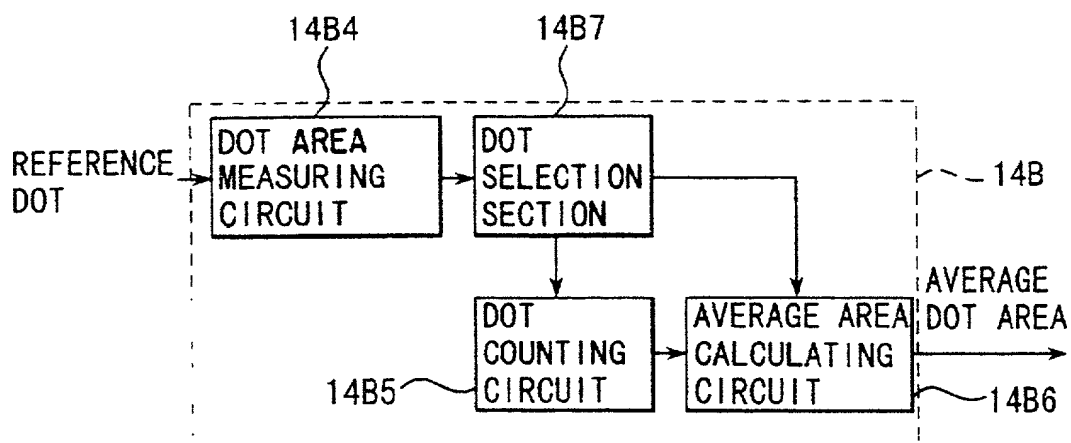 14B4
14B7
REFERENCE
DOT
DOT AREA
MEASURING
CIRCUIT
DOT
SELECTION
SECTION
14B
DOT
COUNTING
CIRCUIT
14B5
AVERAGE AREA
CALCULATING
CIRCUIT
14B6
AVERAGE
DOT AREA